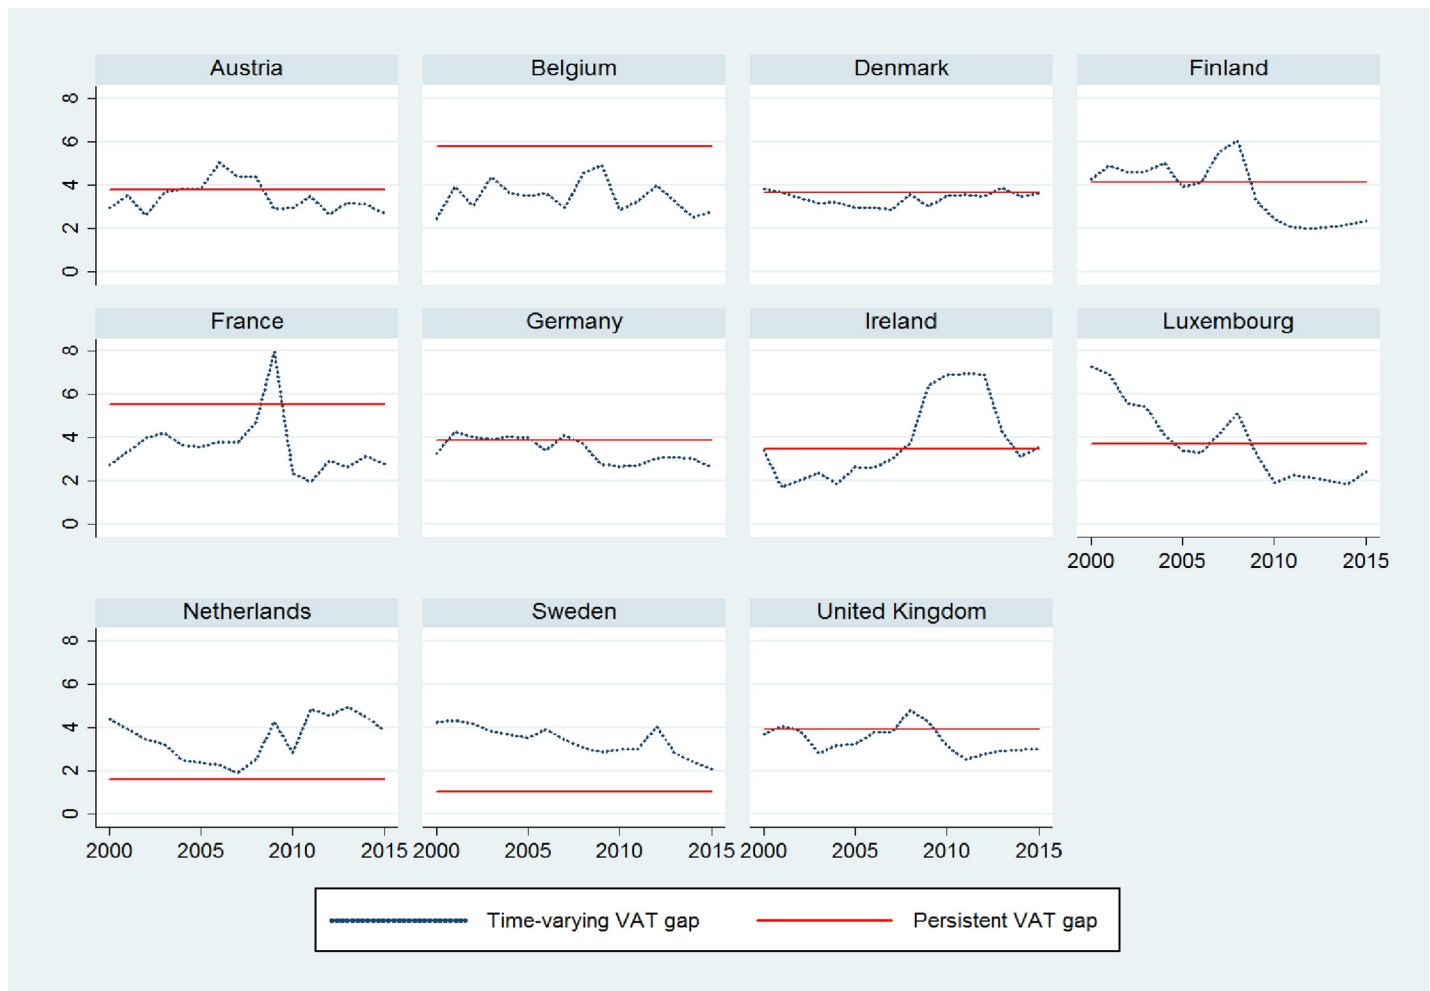 Austria Belgium Denmark Finland
8
6
4
2
0
France Germany Ireland Luxembourg
8
6
4
2
0
2000 2005 2010 2015
Netherlands Sweden United Kingdom
8
6
4
2
0
2000 2005 2010 2015 2000 2005 2010 2015 2000 2005 2010 2015
Time-varying VAT gap Persistent VAT gap